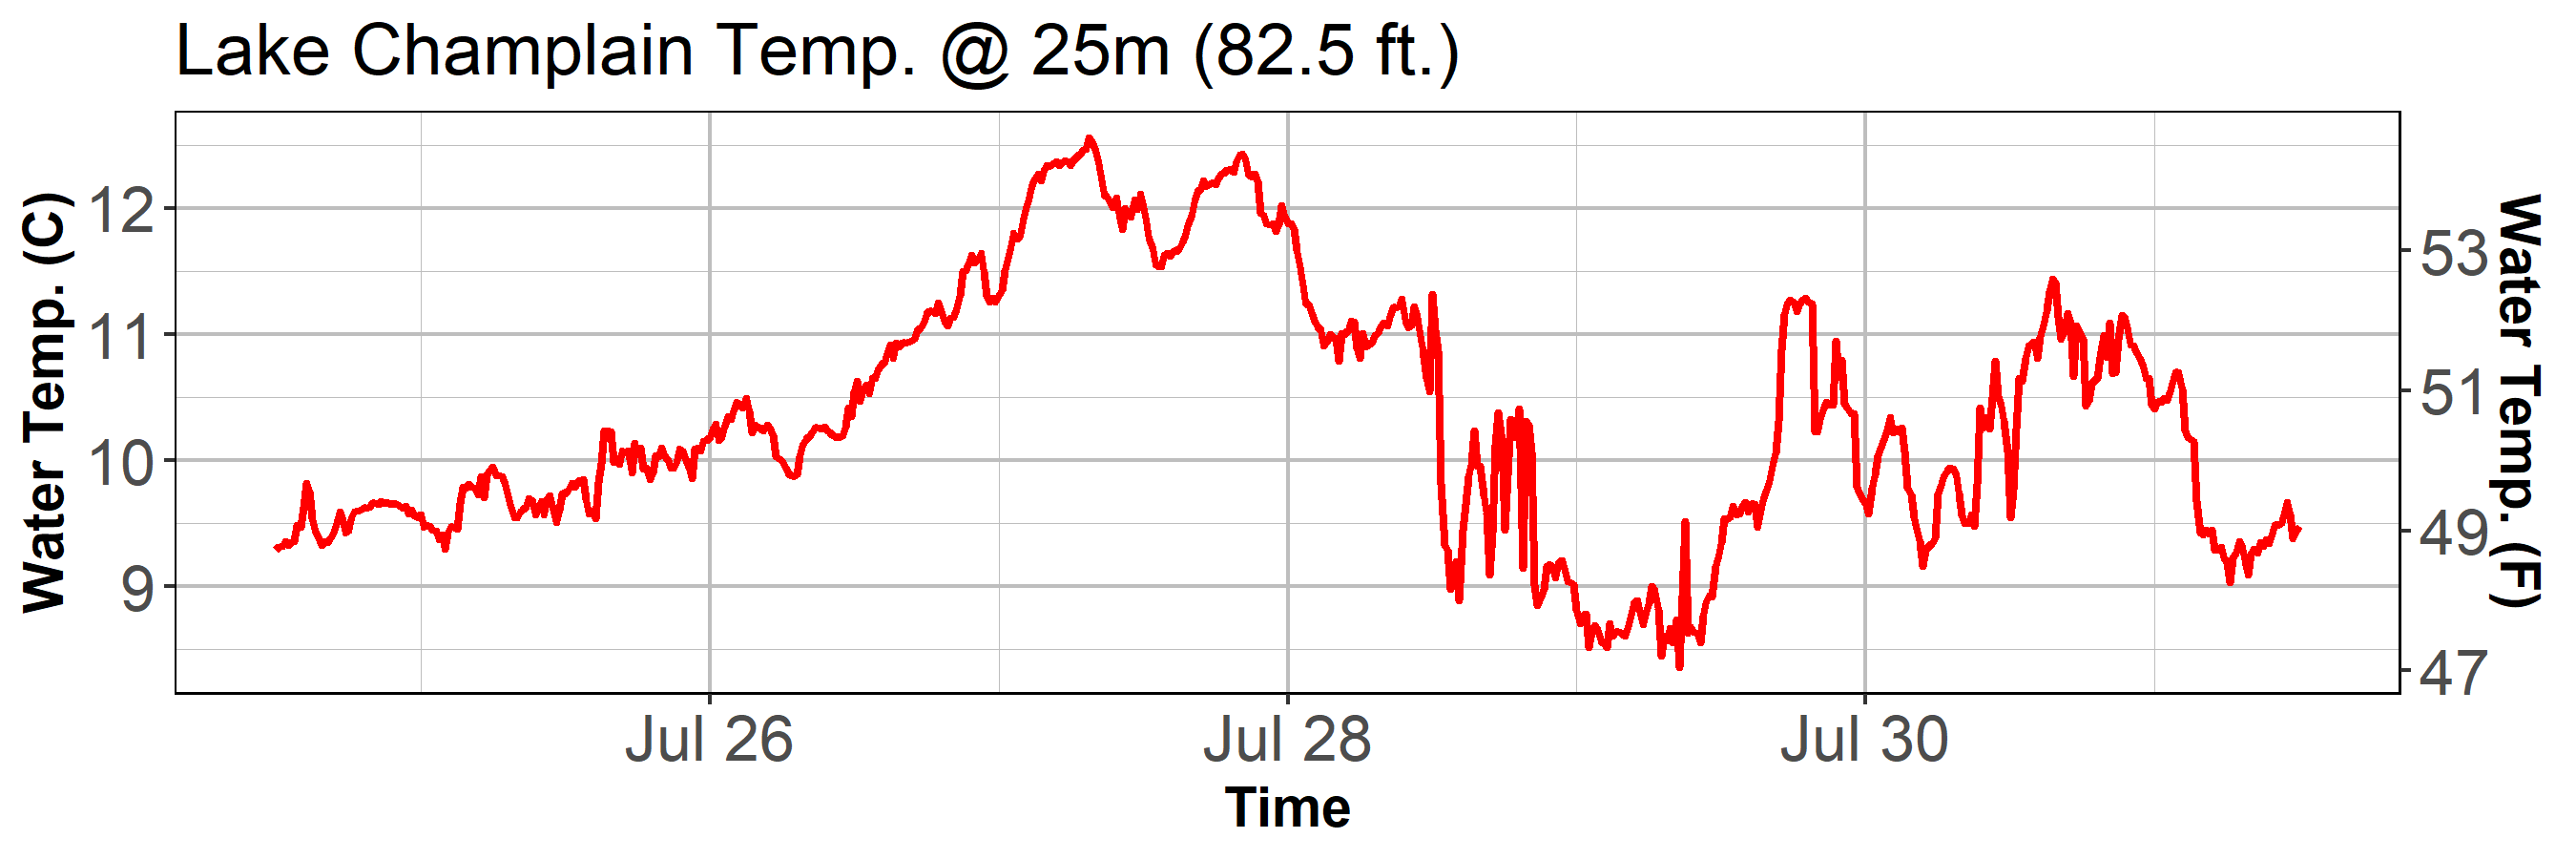 Lake Champlain Temp. @ 25m (82.5 ft.)
Water Temp. (C)
12
11
10
9
53
51
49
47
Water Temp. (F)
Jul 26
Jul 28
Jul 30
Time